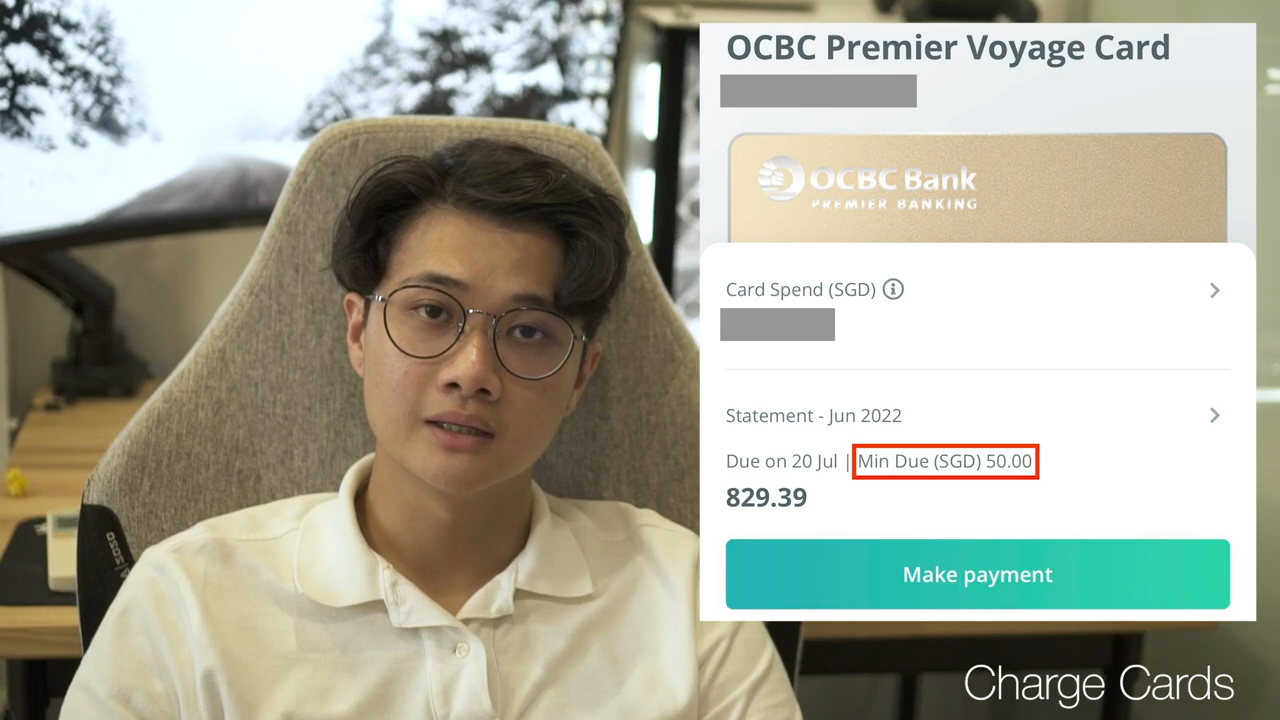 OCBC Premier Voyage Card
OCBC Bank
PREMIER BANKING
Card Spend (SGD)
Statement - Jun 2022
Due on 20 Jul | Min Due (SGD) 50.00
829.39
Make payment
Charge Cards